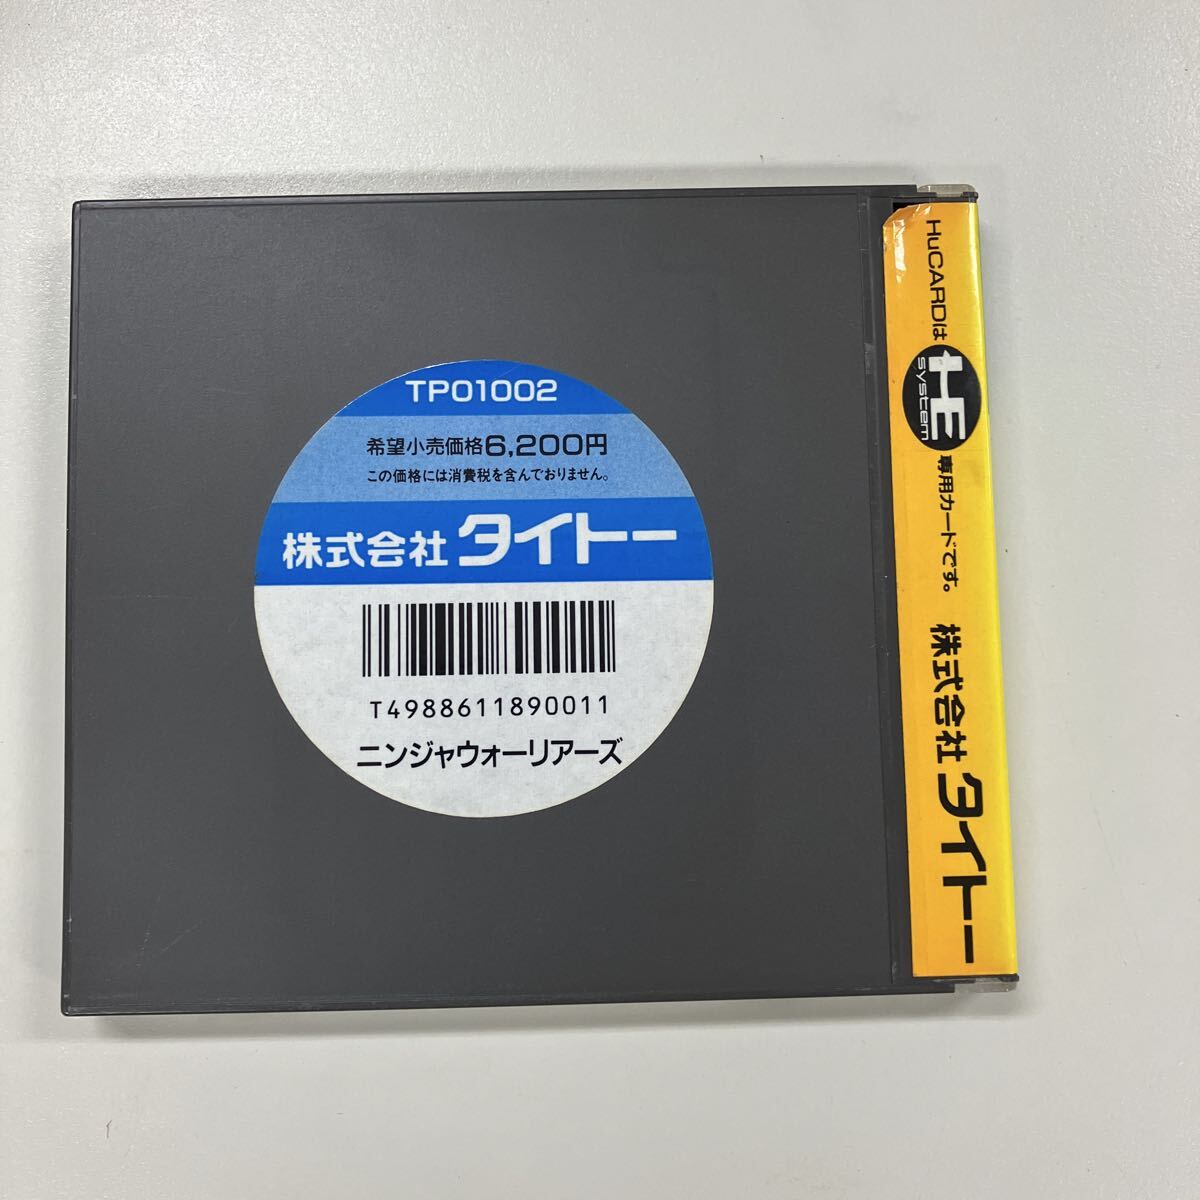 TP01002
希望小売価格6,200円
この価格には消費税を含んでおりません。
株式会社 タイトー
T4988611890011
ニンジャウォーリアーズ
HuCARDは HE system 専用カードです。 株式会社 タイトー